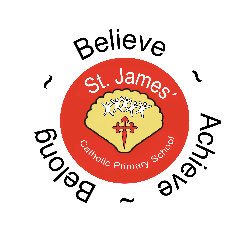 Believe ~ Achieve ~ Belong ~
St. James'
Catholic Primary School